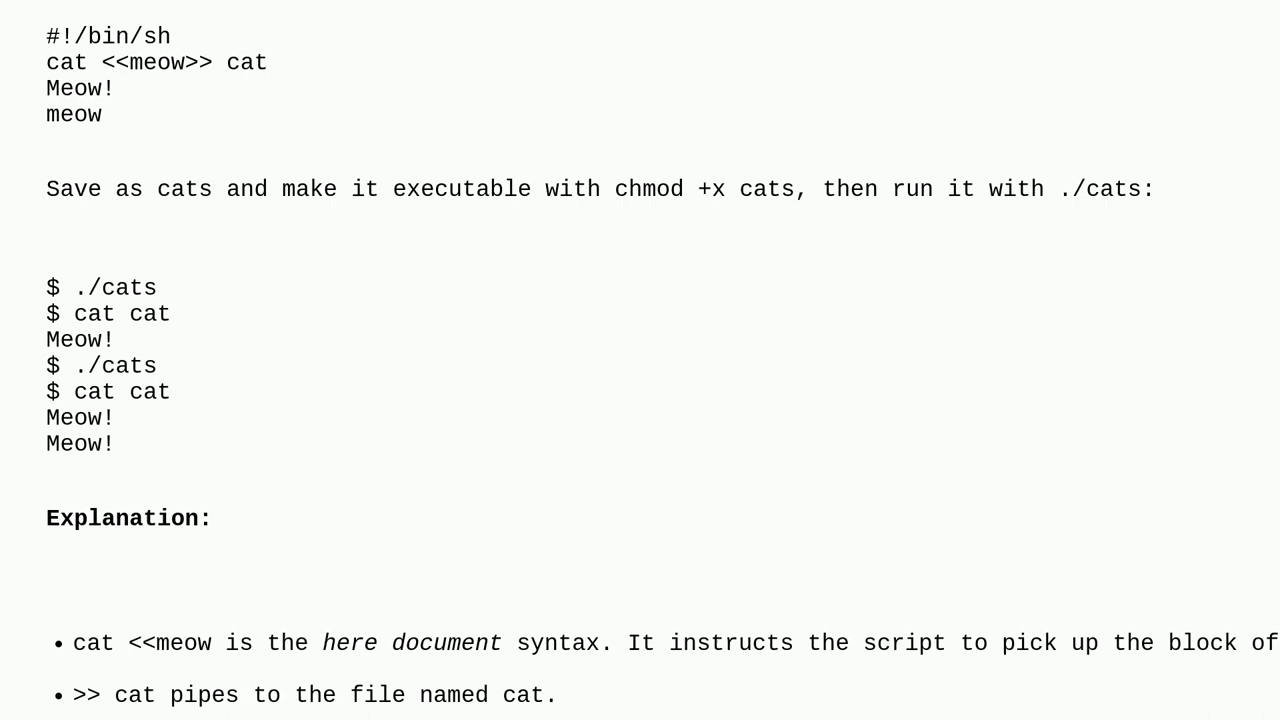 #!/bin/sh
cat <<meow>> cat
Meow!
meow
Save as cats and make it executable with chmod +x cats, then run it with ./cats:
$ ./cats
$ cat cat
Meow!
$ ./cats
$ cat cat
Meow!
Meow!
Explanation:
• cat <<meow is the here document syntax. It instructs the script to pick up the block of
• >> cat pipes to the file named cat.